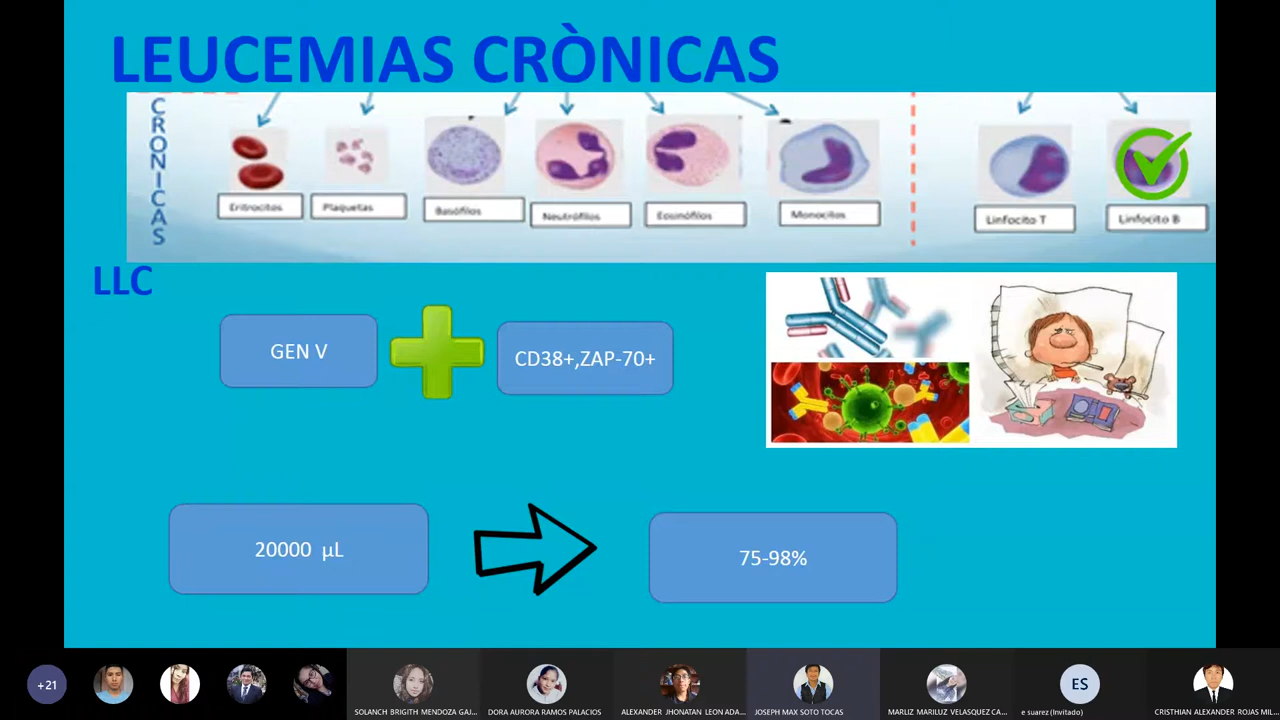 LEUCEMIAS CRÒNICAS
CRONICAS
Eritrocitos
Plaquetas
Basófilos
Neutrófilos
Eosinófilos
Monocitos
Linfocito T
Linfocito B
LLC
GEN V
CD38+,ZAP-70+
20000 µL
75-98%
+21
SOLANCH BRIGITH MENDOZA GAJ...
DORA AURORA RAMOS PALACIOS
ALEXANDER JHONATAN LEON ADA...
JOSEPH MAX SOTO TOCAS
MARLIZ MARILUZ VELASQUEZ CA...
ES
e suarez (Invitado)
CRISTHIAN ALEXANDER ROJAS MIL...